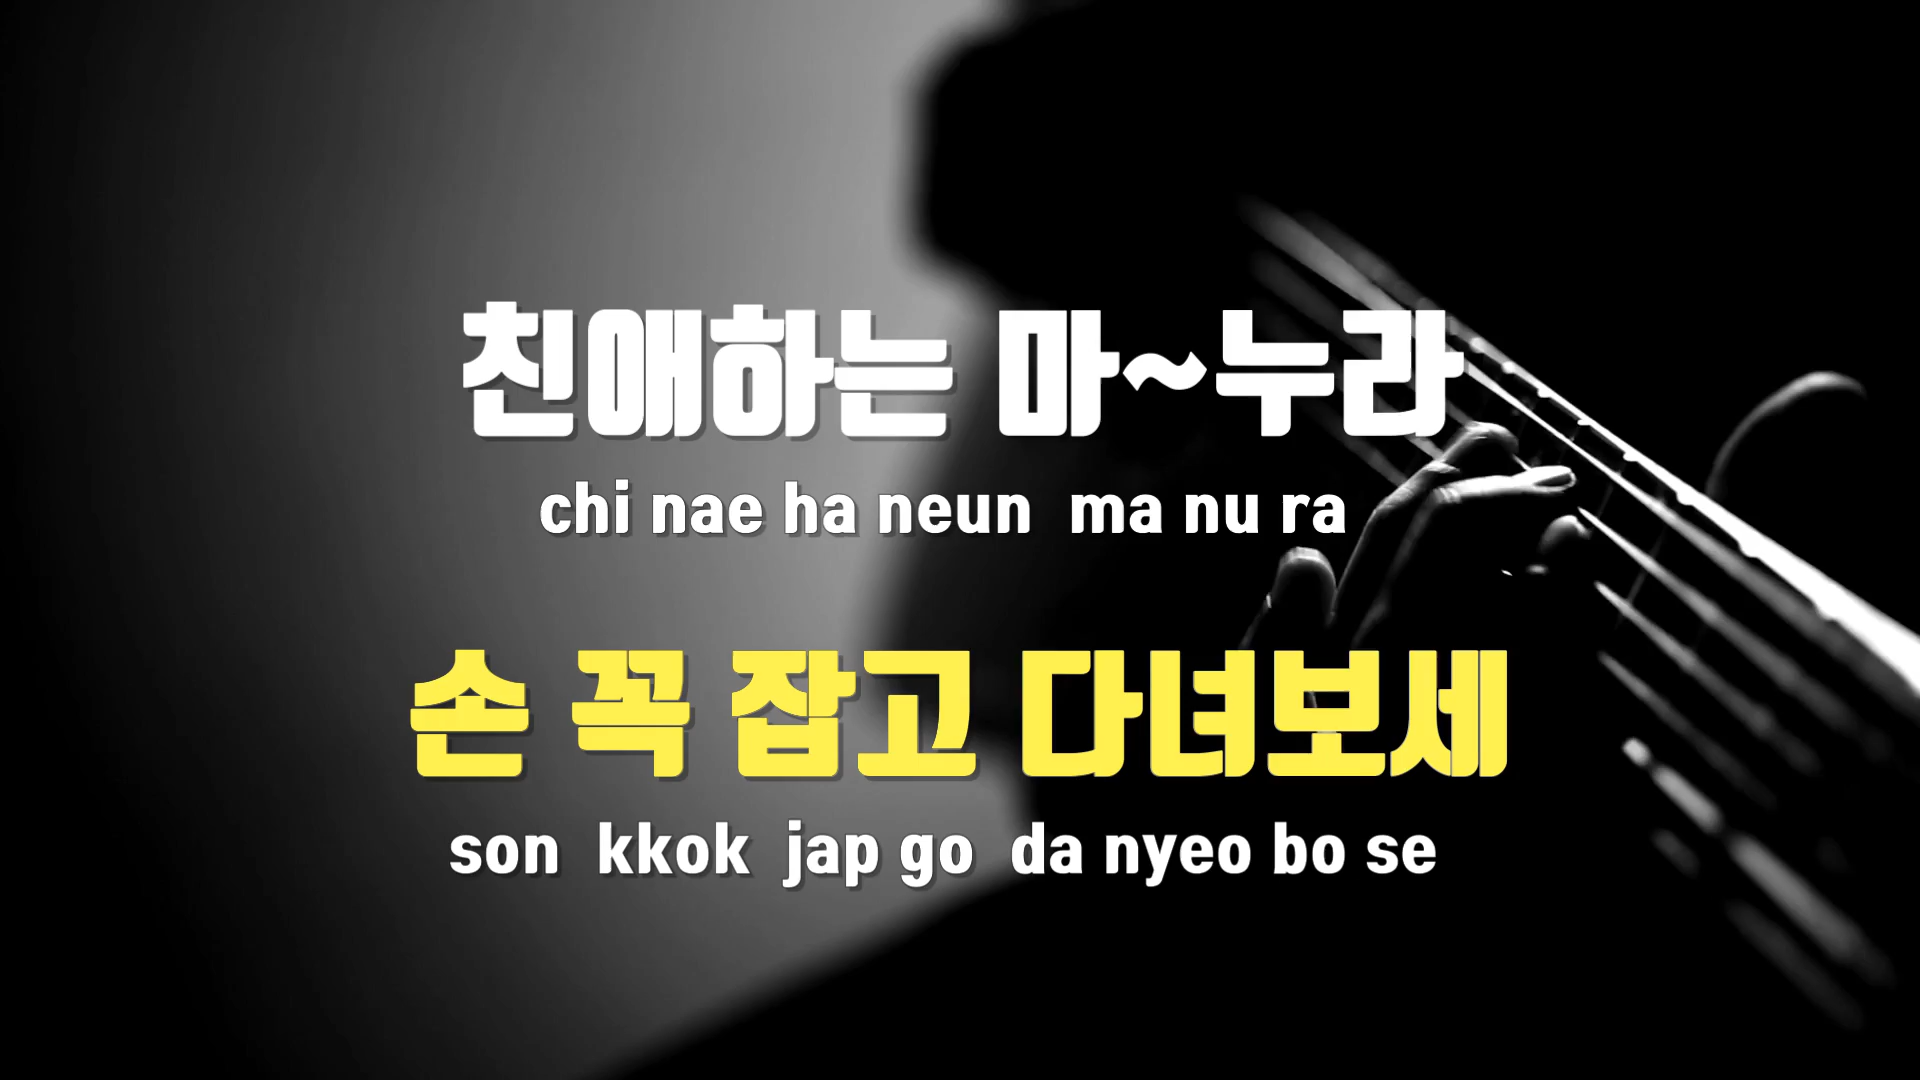 친애하는 마~누라
chi nae ha neun ma nu ra
손 꼭 잡고 다녀보세
son kkok jap go da nyeo bo se